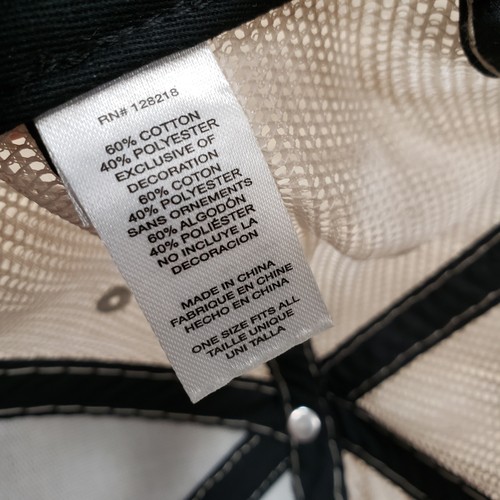 RN# 128218
60% COTTON
40% POLYESTER
EXCLUSIVE OF
DECORATION
60% COTON
40% POLYESTER
SANS ORNEMENTS
60% ALGODÓN
40% POLIÉSTER
NO INCLUYE LA
DECORACION
MADE IN CHINA
FABRIQUE EN CHINE
HECHO EN CHINA
ONE SIZE FITS ALL
TAILLE UNIQUE
UNI TALLA